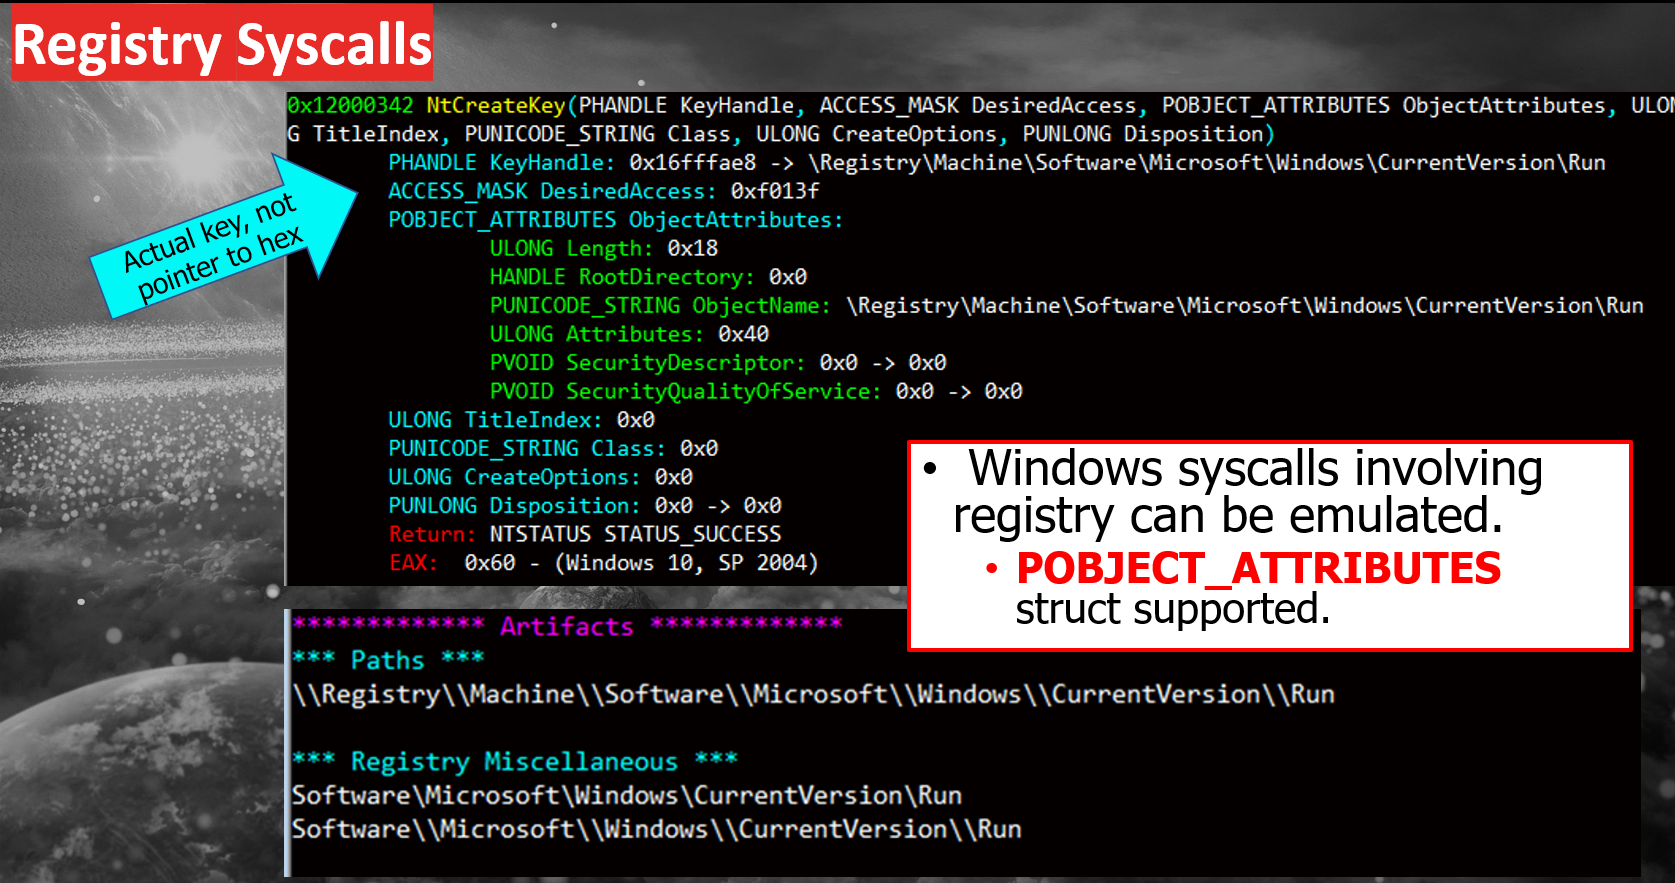 Registry Syscalls
0x12000342 NtCreateKey(PHANDLE KeyHandle, ACCESS_MASK DesiredAccess, POBJECT_ATTRIBUTES ObjectAttributes, ULON
G TitleIndex, PUNICODE_STRING Class, ULONG CreateOptions, PUNLONG Disposition)
PHANDLE KeyHandle: 0x16fffae8 -> \Registry\Machine\Software\Microsoft\Windows\CurrentVersion\Run
ACCESS_MASK DesiredAccess: 0xf013f
POBJECT_ATTRIBUTES ObjectAttributes:
ULONG Length: 0x18
HANDLE RootDirectory: 0x0
PUNICODE_STRING ObjectName: \Registry\Machine\Software\Microsoft\Windows\CurrentVersion\Run
ULONG Attributes: 0x40
PVOID SecurityDescriptor: 0x0 -> 0x0
PVOID SecurityQualityOfService: 0x0 -> 0x0
ULONG TitleIndex: 0x0
PUNICODE_STRING Class: 0x0
ULONG CreateOptions: 0x0
PUNLONG Disposition: 0x0 -> 0x0
Return: NTSTATUS STATUS_SUCCESS
EAX: 0x60 - (Windows 10, SP 2004)
Actual key, not
pointer to hex
• Windows syscalls involving
registry can be emulated.
• POBJECT_ATTRIBUTES
struct supported.
************* Artifacts *************
*** Paths ***
\\Registry\\Machine\\Software\\Microsoft\\Windows\\CurrentVersion\\Run
*** Registry Miscellaneous ***
Software\Microsoft\Windows\CurrentVersion\Run
Software\\Microsoft\\Windows\\CurrentVersion\\Run